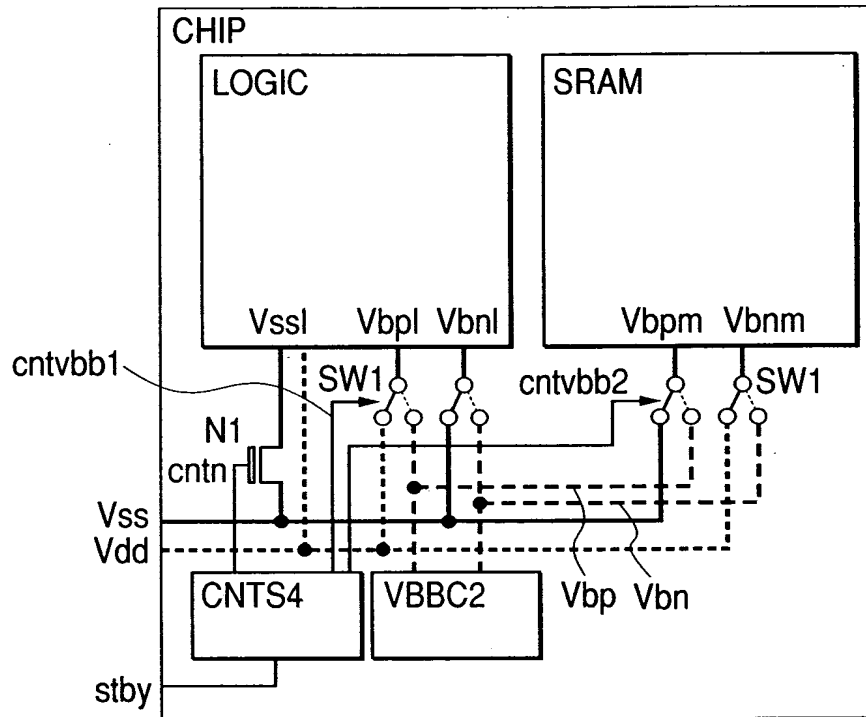 CHIP
LOGIC
SRAM
Vssl
Vbpl
Vbnl
Vbpm
Vbnm
cntvbb1
SW1
cntvbb2
SW1
N1
cntn
Vss
Vdd
CNTS4
VBBC2
Vbp
Vbn
stby